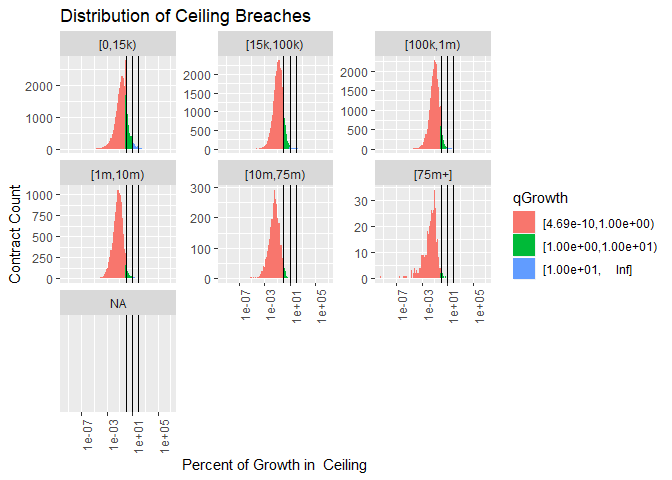 Distribution of Ceiling Breaches
[0,15k)
[15k,100k)
[100k,1m)
2000
1000
0
2000
1500
1000
500
0
2000
1500
1000
500
0
[1m,10m)
[10m,75m)
[75m+]
1000
750
500
250
0
300
200
100
0
30
20
10
0
NA
1e-07
1e-03
1e+01
1e+05
1e-07
1e-03
1e+01
1e+05
1e-07
1e-03
1e+01
1e+05
Contract Count
Percent of Growth in  Ceiling
qGrowth
[4.69e-10,1.00e+00)
[1.00e+00,1.00e+01)
[1.00e+01,    Inf]